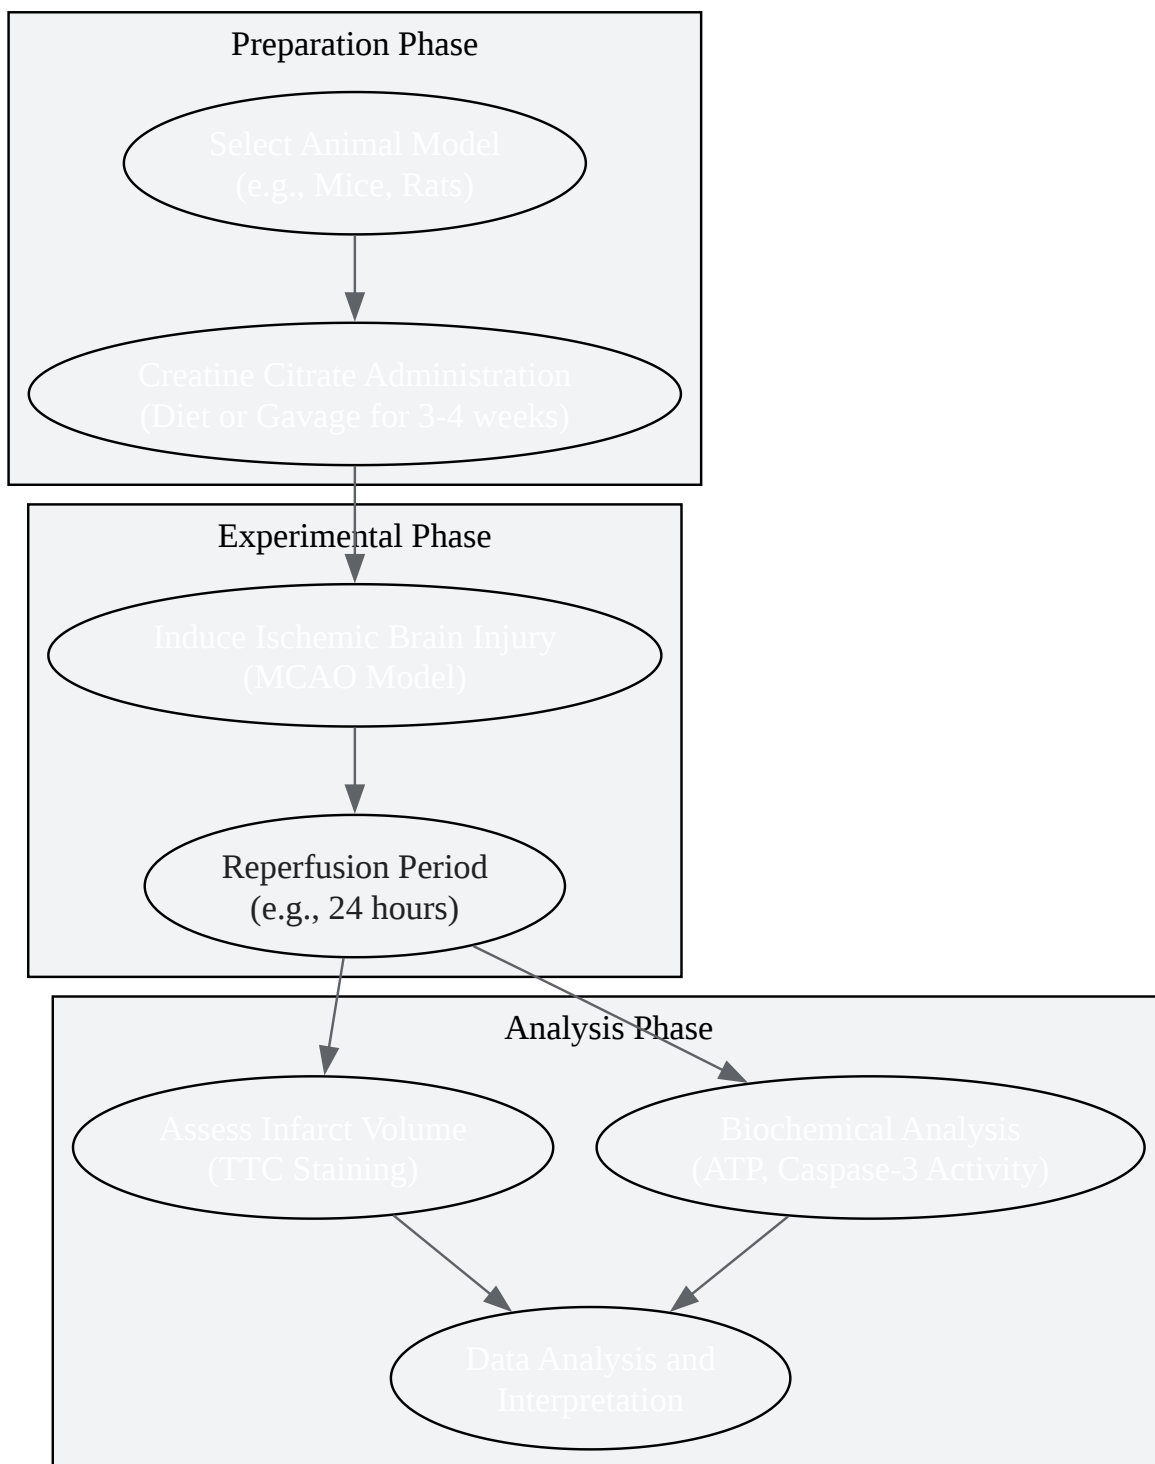 Preparation Phase
Select Animal Model
(e.g., Mice, Rats)
Creatine Citrate Administration
(Diet or Gavage for 3-4 weeks)
Experimental Phase
Induce Ischemic Brain Injury
(MCAO Model)
Reperfusion Period
(e.g., 24 hours)
Analysis Phase
Assess Infarct Volume
(TTC Staining)
Biochemical Analysis
(ATP, Caspase-3 Activity)
Data Analysis and
Interpretation